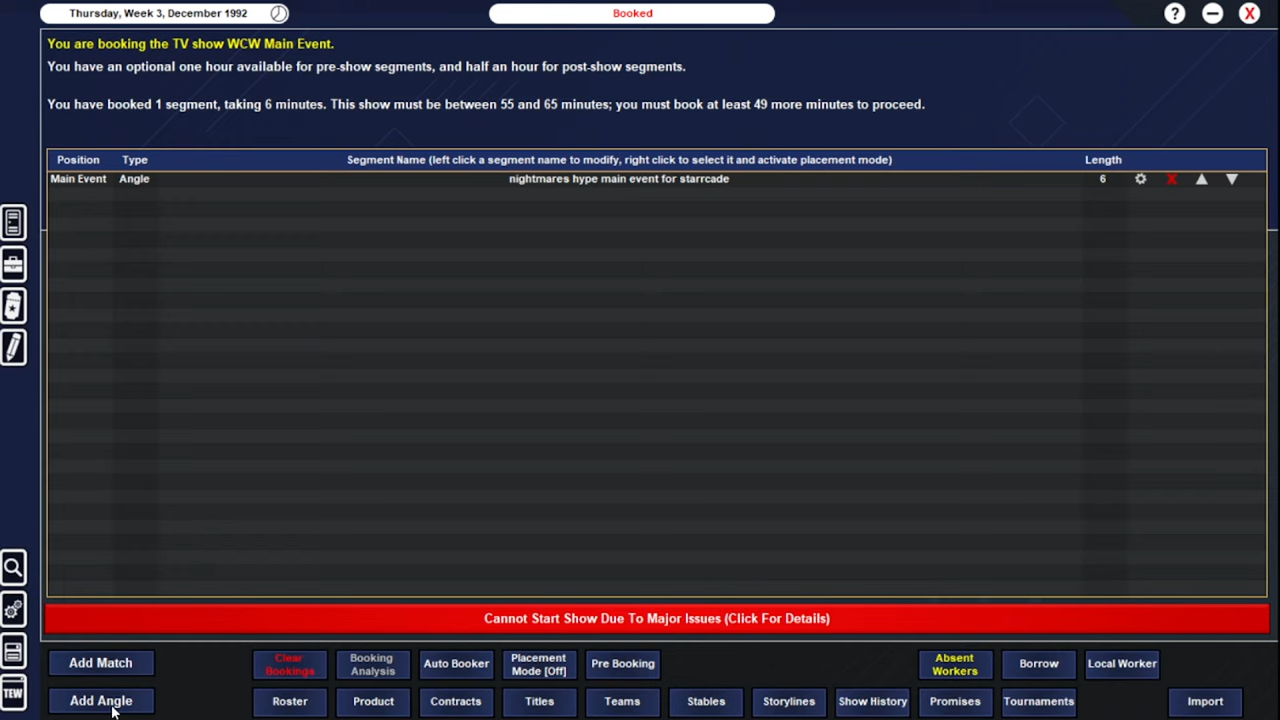 Thursday, Week 3, December 1992
Booked
?
X
You are booking the TV show WCW Main Event.
You have an optional one hour available for pre-show segments, and half an hour for post-show segments.
You have booked 1 segment, taking 6 minutes. This show must be between 55 and 65 minutes; you must book at least 49 more minutes to proceed.
Position Type Segment Name (left click a segment name to modify, right click to select it and activate placement mode) Length
Main Event Angle nightmares hype main event for starrcade 6 X
Cannot Start Show Due To Major Issues (Click For Details)
Add Match
Clear
Bookings
Booking
Analysis
Auto Booker
Placement
Mode [Off]
Pre Booking
Absent
Workers
Borrow
Local Worker
TEW
Add Angle
Roster
Product
Contracts
Titles
Teams
Stables
Storylines
Show History
Promises
Tournaments
Import